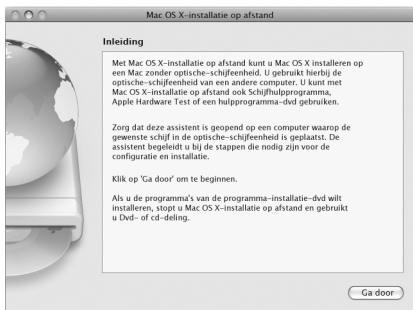 Mac OS X-installatie op afstand
Inleiding
Met Mac OS X-installatie op afstand kunt u Mac OS X installeren op
een Mac zonder optische-schijfeenheid. U gebruikt hierbij de
optische-schijfeenheid van een andere computer. U kunt met
Mac OS X-installatie op afstand ook Schijfhulpprogramma,
Apple Hardware Test of een hulpprogramma-dvd gebruiken.
Zorg dat deze assistent is geopend op een computer waarop de
gewenste schijf in de optische-schijfeenheid is geplaatst. De
assistent begeleidt u bij de stappen die nodig zijn voor de
configuratie en installatie.
Klik op 'Ga door' om te beginnen.
Als u de programma's van de programma-installatie-dvd wilt
installeren, stopt u Mac OS X-installatie op afstand en gebruikt
u Dvd- of cd-deling.
Ga door